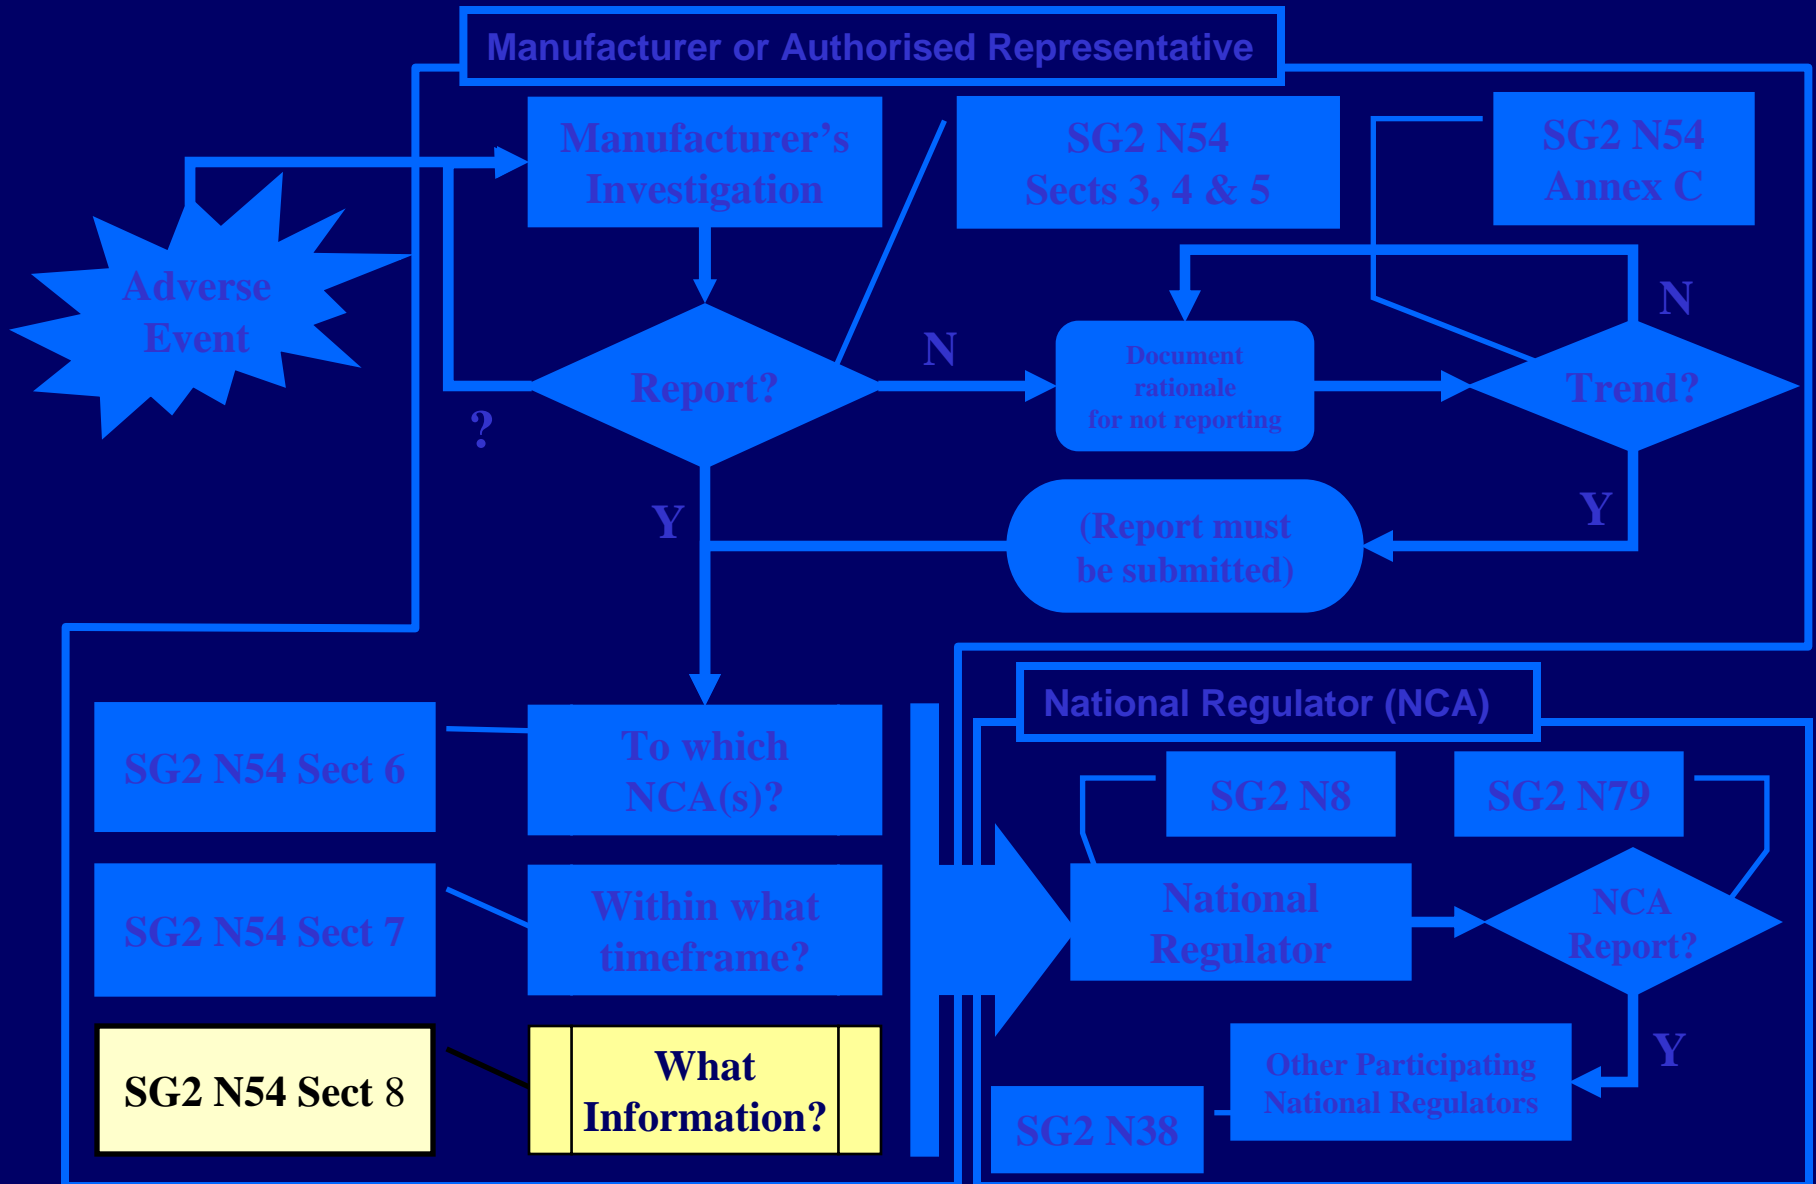 Manufacturer or Authorised Representative
Manufacturer's
Investigation
SG2 N54
Sects 3, 4 & 5
SG2 N54
Annex C
Adverse
Event
Report?
?
N
Document
rationale
for not reporting
Trend?
N
Y
(Report must
be submitted)
Y
SG2 N54 Sect 6
To which
NCA(s)?
SG2 N54 Sect 7
Within what
timeframe?
SG2 N54 Sect 8
What
Information?
National Regulator (NCA)
SG2 N8
SG2 N79
National
Regulator
NCA
Report?
Y
Other Participating
National Regulators
SG2 N38